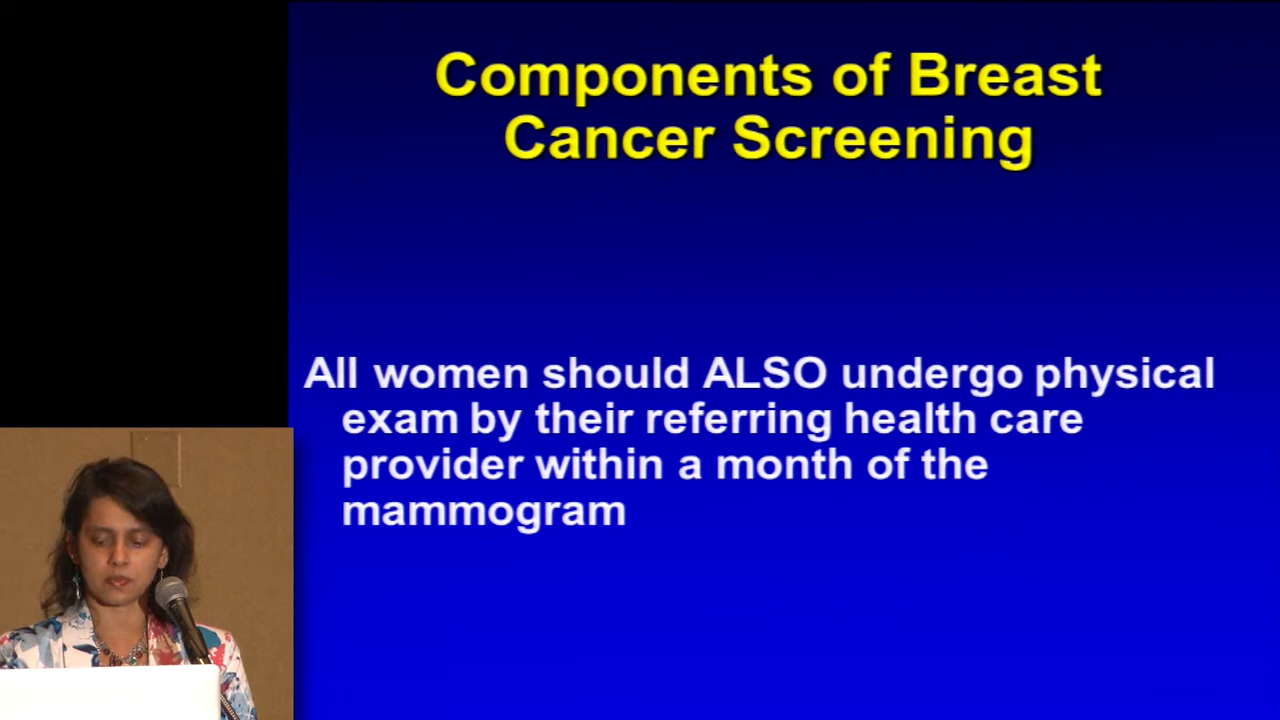 Components of Breast
Cancer Screening
All women should ALSO undergo physical
exam by their referring health care
provider within a month of the
mammogram